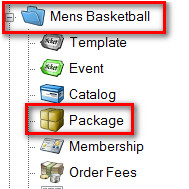 Mens Basketball
Template
Event
Catalog
Package
Membership
Order Fees